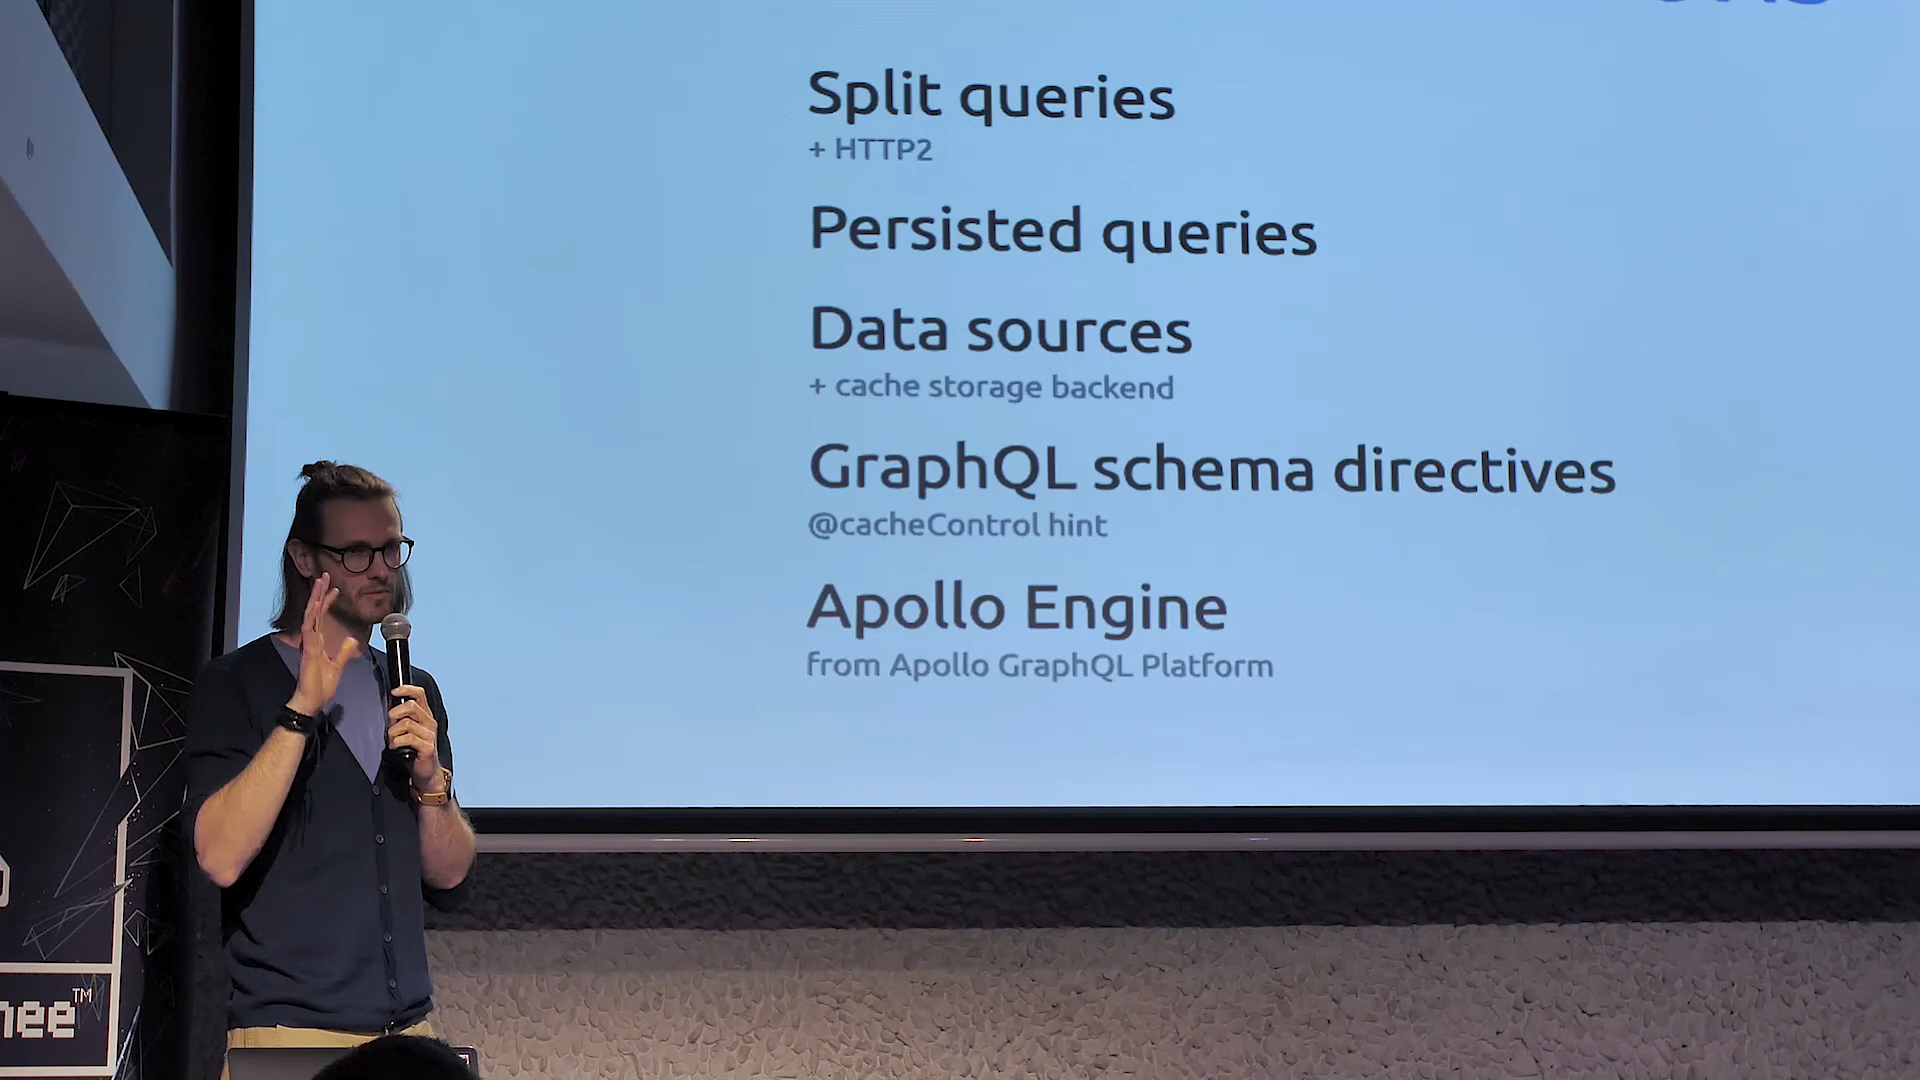 Split queries
+ HTTP2
Persisted queries
Data sources
+ cache storage backend
GraphQL schema directives
@cacheControl hint
Apollo Engine
from Apollo GraphQL Platform
TM